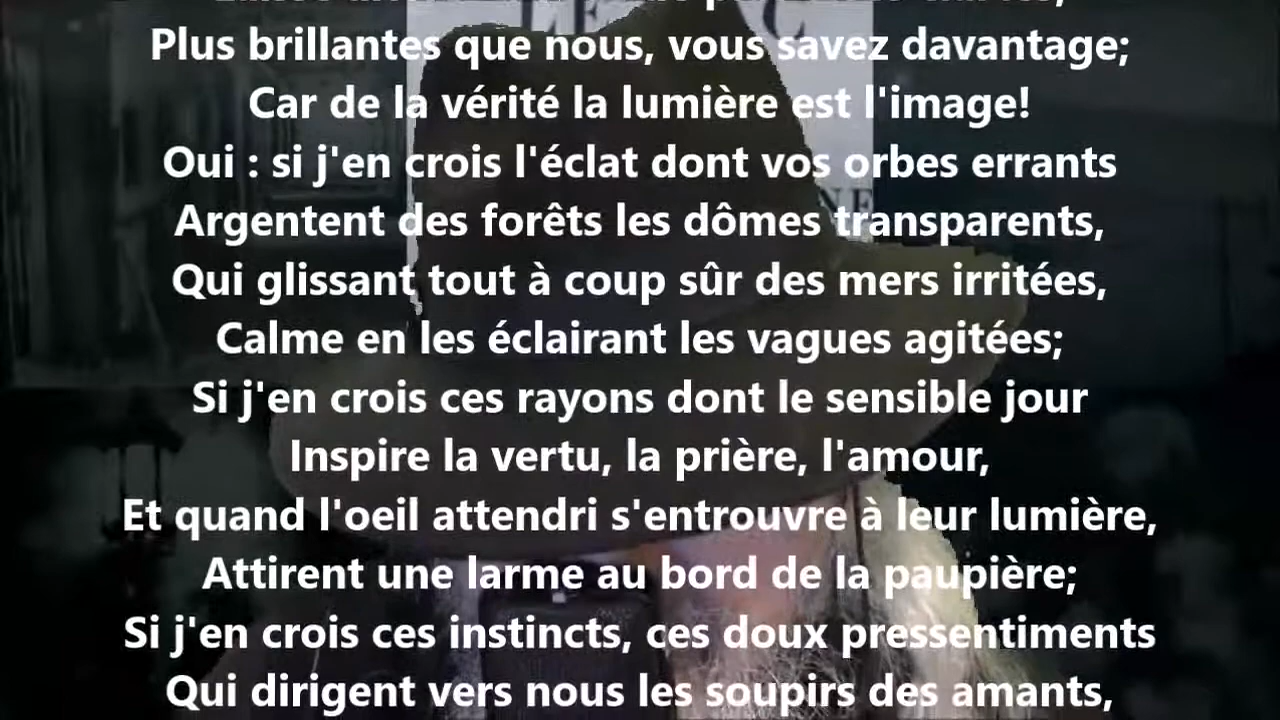 Plus brillantes que nous, vous savez davantage;
Car de la vérité la lumière est l'image!
Oui : si j'en crois l'éclat dont vos orbes errants
Argentent des forêts les dômes transparents,
Qui glissant tout à coup sûr des mers irritées,
Calme en les éclairant les vagues agitées;
Si j'en crois ces rayons dont le sensible jour
Inspire la vertu, la prière, l'amour,
Et quand l'oeil attendri s'entrouvre à leur lumière,
Attirent une larme au bord de la paupière;
Si j'en crois ces instincts, ces doux pressentiments
Qui dirigent vers nous les soupirs des amants,